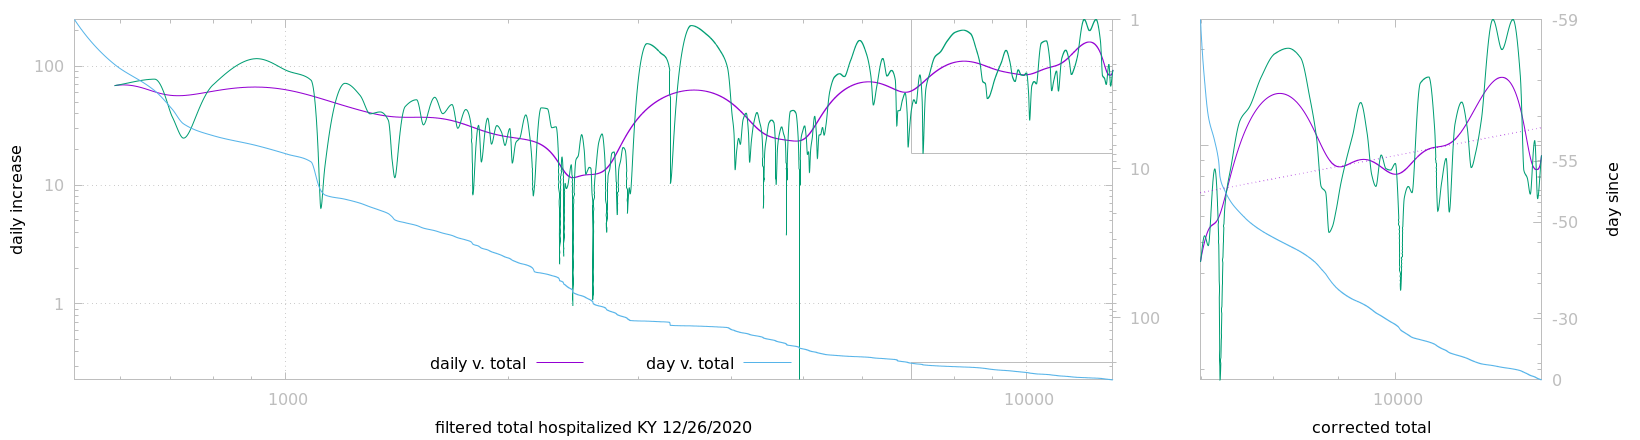 100
10
1
daily increase
1
10
100
daily v. total
day v. total
1000
10000
filtered total hospitalized KY 12/26/2020
-59
-55
-50
-30
0
day since
10000
corrected total